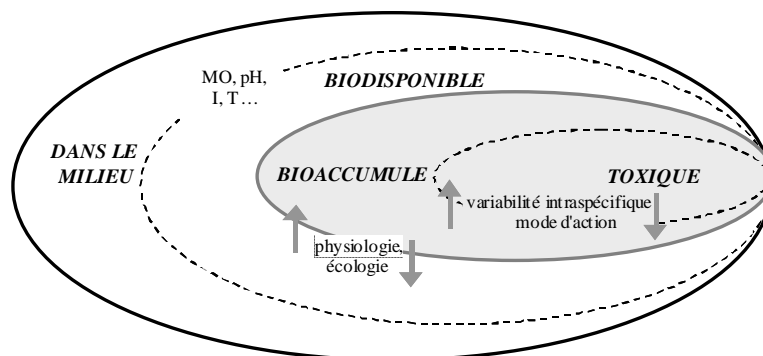 MO, pH,
I, T…
BIODISPONIBLE
DANS LE
MILIEU
BIOACCUMULE
TOXIQUE
variabilité intraspécifique
mode d'action
physiologie,
écologie